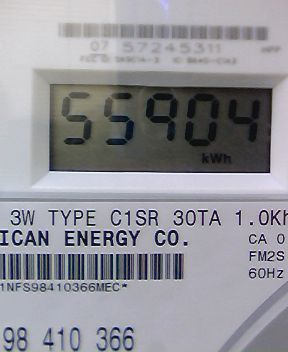 07 57245311
55904
kWh
3W TYPE C1SR 30TA 1.0Kh
ICAN ENERGY CO.
CA 0
FM2S
60Hz
1NFS98410366MEC*
98 410 366